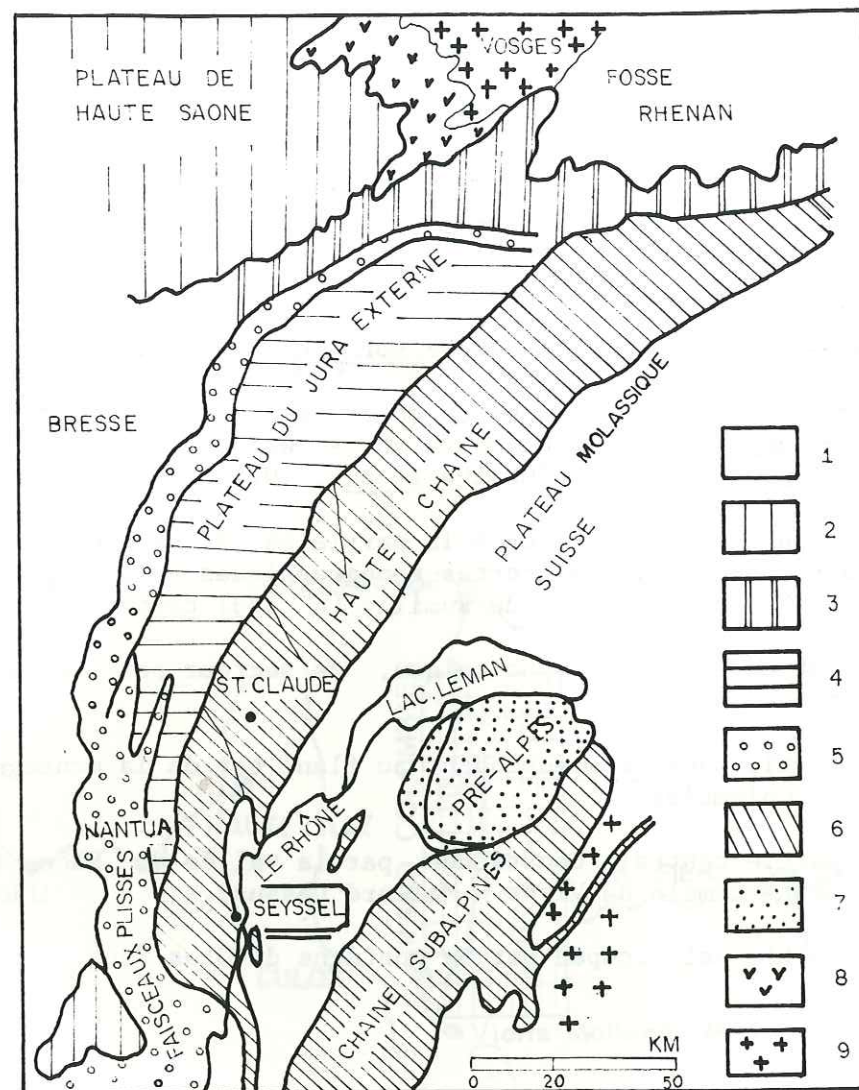 PLATEAU DE
HAUTE SAONE
VOSGES
FOSSE
RHENAN
BRESSE
PLATEAU DU JURA EXTERNE
HAUTE CHAINE
PLATEAU MOLASSIQUE
SUISSE
ST. CLAUDE
LAC. LEMAN
PRE-ALPES
NANTUA
LE RHÔNE
SEYSSEL
FAISCEAUX PLISSES
CHAINE SUBALPINES
1
2
3
4
5
6
7
8
9
KM
0 20 50